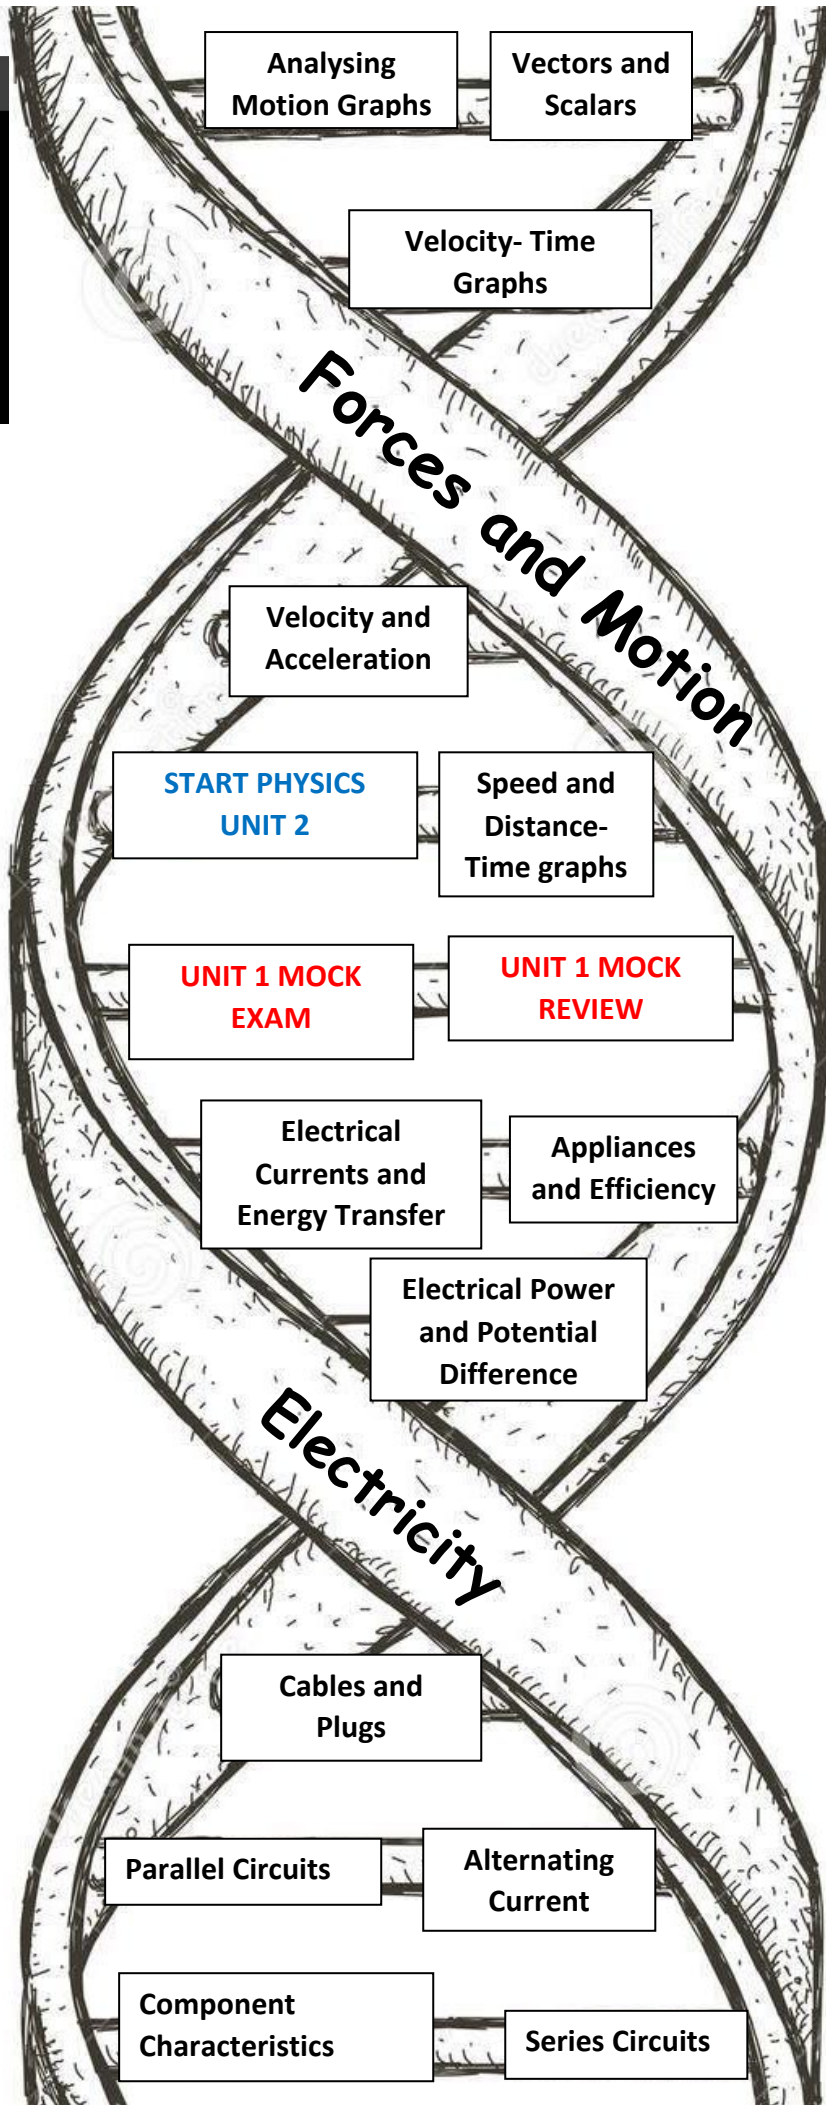 Analysing
Motion Graphs
Vectors and
Scalars
Velocity- Time
Graphs
Forces and Motion
Velocity and
Acceleration
START PHYSICS
UNIT 2
Speed and
Distance-
Time graphs
UNIT 1 MOCK
EXAM
UNIT 1 MOCK
REVIEW
Electrical
Currents and
Energy Transfer
Appliances
and Efficiency
Electrical Power
and Potential
Difference
Electricity
Cables and
Plugs
Parallel Circuits
Alternating
Current
Component
Characteristics
Series Circuits